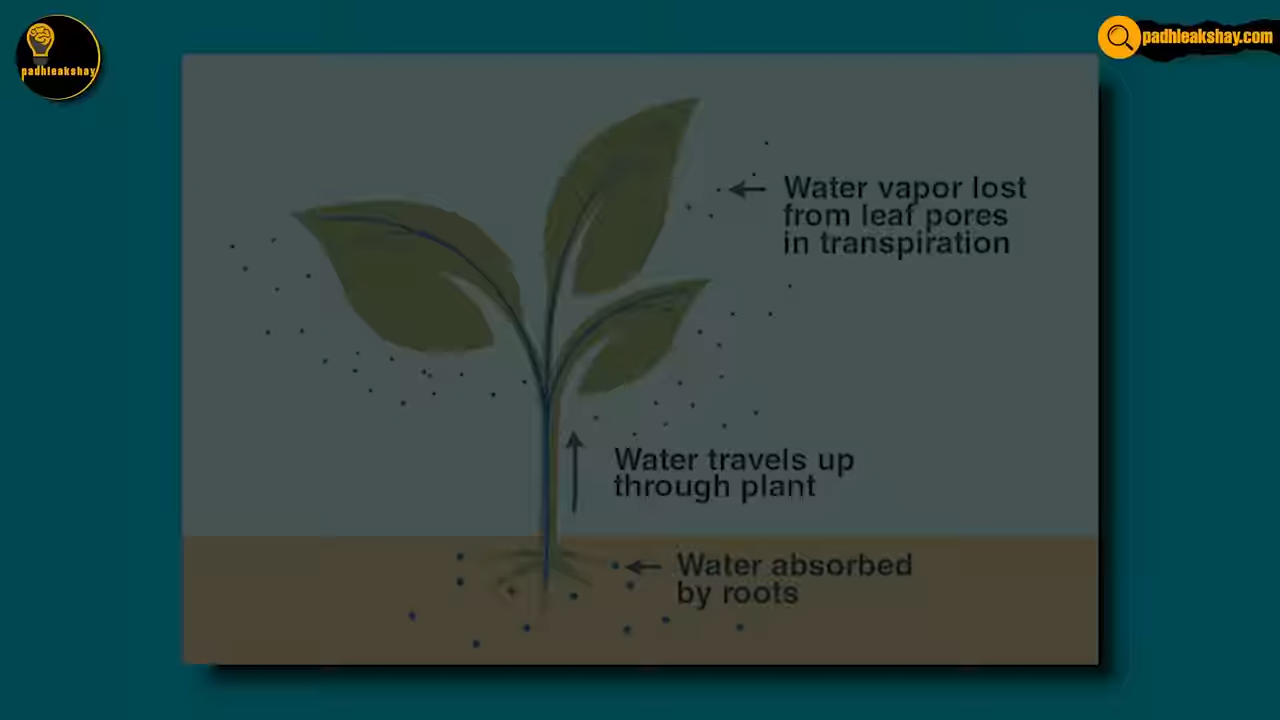 padhleakshay
padhleakshay.com
Water vapor lost
from leaf pores
in transpiration
Water travels up
through plant
Water absorbed
by roots